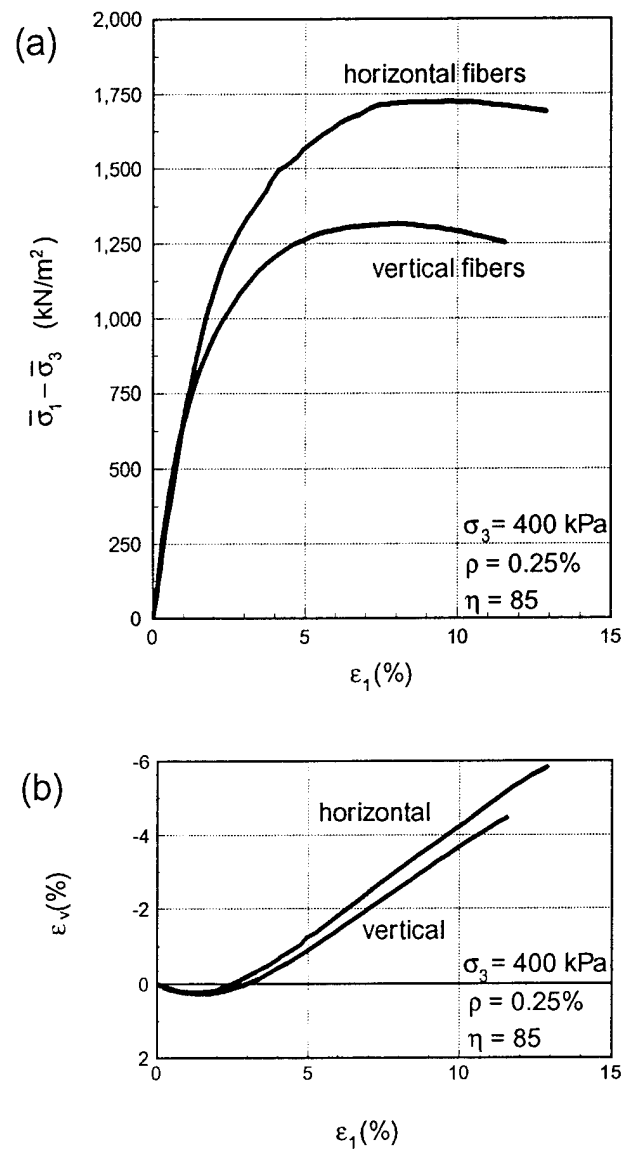 (a)
2,000
1,750
1,500
1,250
1,000
750
500
250
0
σ̅₁ – σ̅₃ (kN/m²)
horizontal fibers
vertical fibers
σ₃= 400 kPa
ρ = 0.25%
η = 85
0 5 10 15
ε₁(%)
(b)
-6
-4
-2
0
2
εᵥ(%)
horizontal
vertical
σ₃= 400 kPa
ρ = 0.25%
η = 85
0 5 10 15
ε₁(%)